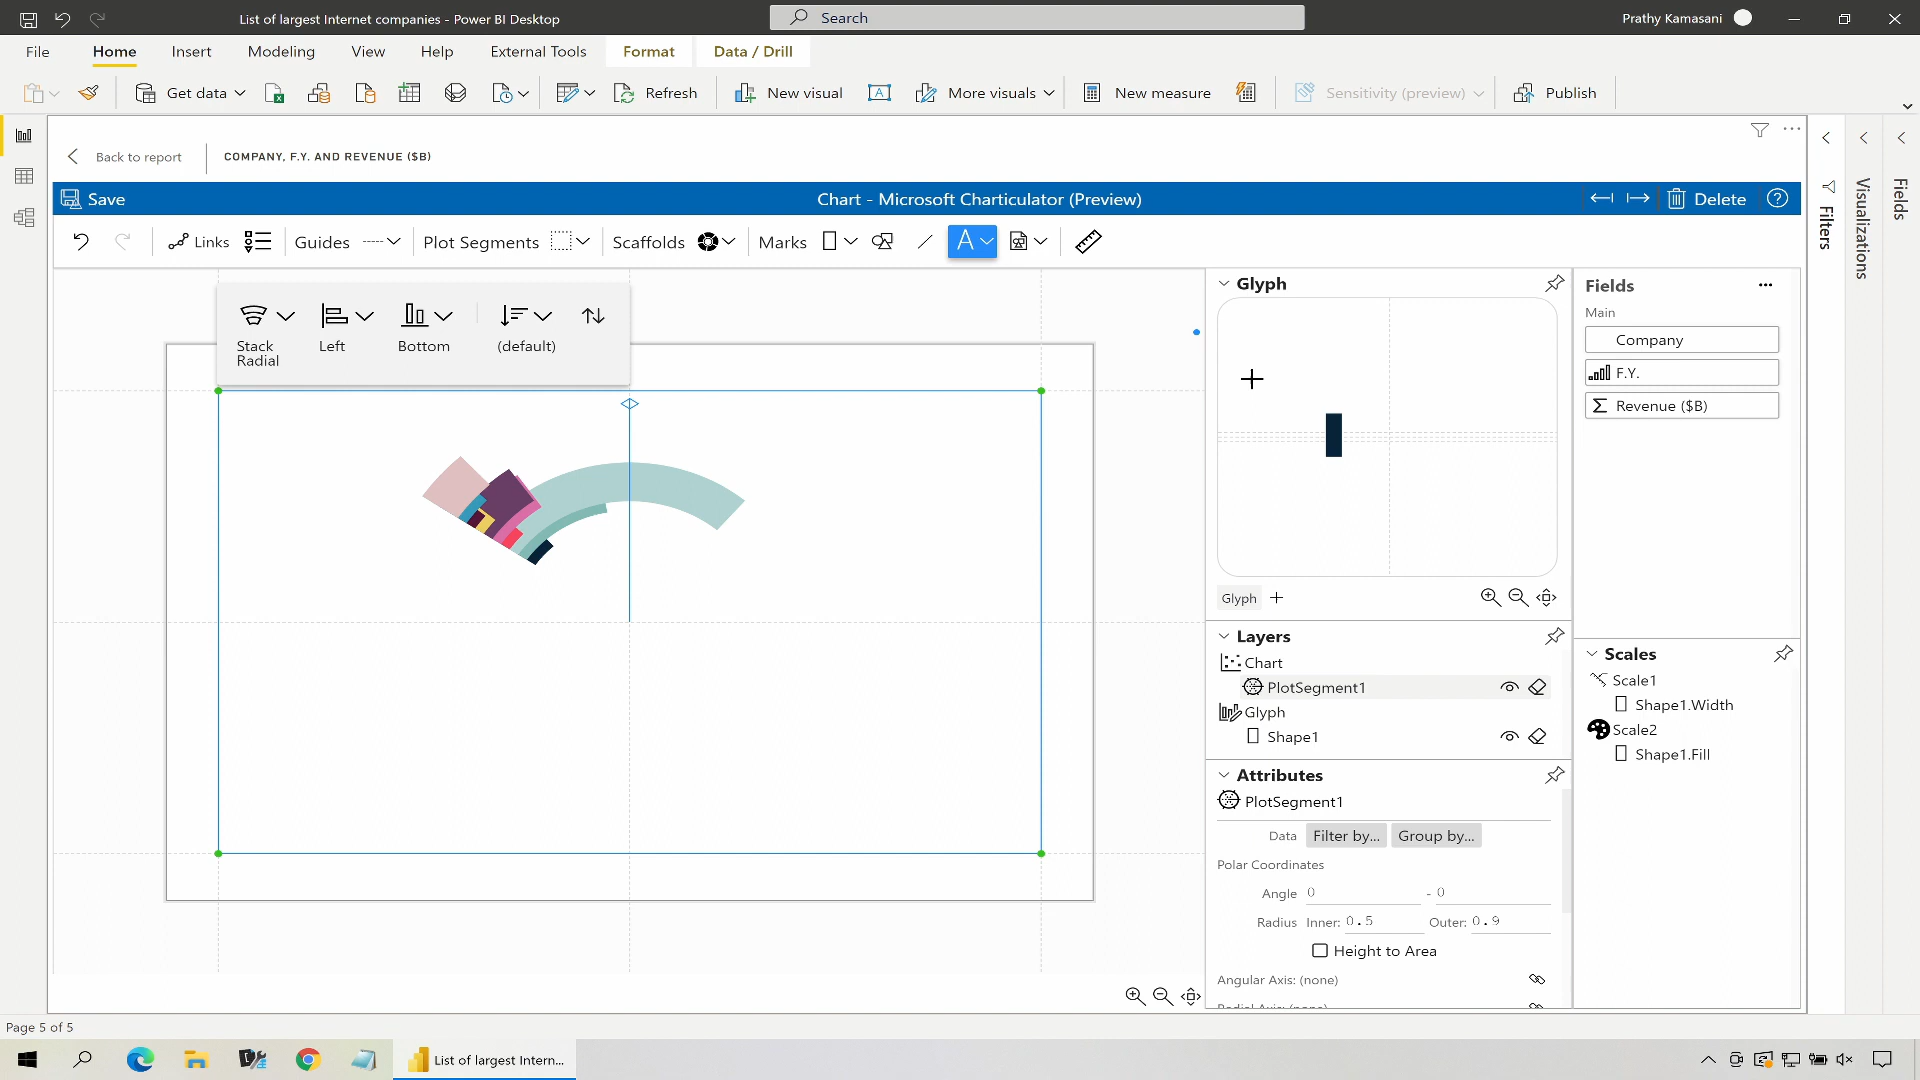 List of largest Internet companies - Power BI Desktop
Search
Prathy Kamasani
File
Home
Insert
Modeling
View
Help
External Tools
Format
Data / Drill
Get data
Refresh
New visual
More visuals
New measure
Sensitivity (preview)
Publish
Back to report
COMPANY, F.Y. AND REVENUE ($B)
Save
Chart - Microsoft Charticulator (Preview)
Delete
Links
Guides
Plot Segments
Scaffolds
Marks
Stack
Radial
Left
Bottom
(default)
Glyph
Glyph
Layers
Chart
PlotSegment1
Glyph
Shape1
Attributes
PlotSegment1
Data Filter by... Group by...
Polar Coordinates
Angle 0 - 0
Radius Inner: 0.5 Outer: 0.9
Height to Area
Angular Axis: (none)
Radial Axis: (none)
Fields
Main
Company
F.Y.
Revenue ($B)
Scales
Scale1
Shape1.Width
Scale2
Shape1.Fill
Filters
Visualizations
Fields
Page 5 of 5
List of largest Intern...